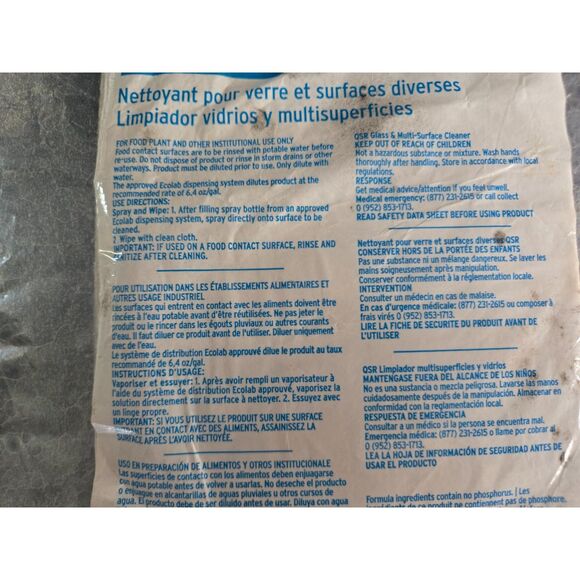 Nettoyant pour verre et surfaces diverses
Limpiador vidrios y multisuperficies
FOR FOOD PLANT AND OTHER INSTITUTIONAL USE ONLY
Food contact surfaces are to be rinsed with potable water before
re-use. Do not dispose of product or rinse in storm drains or other
waterways. Product must be diluted prior to use. Only dilute with
water.
The approved Ecolab dispensing system dilutes product at the
recommended rate of 6,4 oz/gal.
USE DIRECTIONS:
Spray and Wipe: 1. After filling spray bottle from an approved
Ecolab dispensing system, spray directly onto surface to be
cleaned.
2. Wipe with clean cloth.
IMPORTANT: IF USED ON A FOOD CONTACT SURFACE, RINSE AND
SANITIZE AFTER CLEANING.
POUR UTILISATION DANS LES ÉTABLISSEMENTS ALIMENTAIRES ET
AUTRES USAGE INDUSTRIEL
Les surfaces qui entrent en contact avec les aliments doivent être
rincées à l'eau potable avant d'être réutilisées. Ne pas jeter le
produit ou le rincer dans les égouts pluviaux ou autres courants
d'eau. Il faut diluer ce produit avant de l'utiliser. Diluer uniquement
avec de l'eau.
Le système de distribution Ecolab approuvé dilue le produit au taux
recommandé de 6,4 oz/gal.
INSTRUCTIONS D'USAGE:
Vaporiser et essuyer: 1. Après avoir rempli un vaporisateur à
l'aide du système de distribution Ecolab approuvé, vaporisez la
solution directement sur la surface à nettoyer. 2. Essuyez avec
un linge propre.
IMPORTANT: SI VOUS UTILISEZ LE PRODUIT SUR UNE SURFACE
ENTRANT EN CONTACT AVEC DES ALIMENTS, ASSAINISSEZ LA
SURFACE APRÈS L'AVOIR NETTOYÉE.
USO EN PREPARACIÓN DE ALIMENTOS Y OTROS INSTITUTIONALE
Las superficies de contacto con los alimentos deben enjuagarse
con agua potable antes de volver a usarlas. No deseche el producto
o enjuague en alcantarillas de aguas pluviales u otros cursos de
agua. El producto debe de ser diluido antes de usar. Diluya con agua
QSR Glass & Multi-Surface Cleaner
KEEP OUT OF REACH OF CHILDREN
Not a hazardous substance or mixture. Wash hands
thoroughly after handling. Store in accordance with local
regulations.
RESPONSE
Get medical advice/attention if you feel unwell.
Medical emergency: (877) 231-2615 or call collect
0 (952) 853-1713.
READ SAFETY DATA SHEET BEFORE USING PRODUCT
Nettoyant pour verre et surfaces diverses QSR
CONSERVER HORS DE LA PORTÉE DES ENFANTS
Pas une substance ni un mélange dangereux. Se laver les
mains soigneusement après manipulation.
Conserver conformément à la réglementation locale.
INTERVENTION
Consulter un médecin en cas de malaise.
En cas d'urgence médicale: (877) 231-2615 ou composer à
frais virés 0 (952) 853-1713.
LIRE LA FICHE DE SECURITE DU PRODUIT AVANT DE
L'UTILISER
QSR Limpiador multisuperficies y vidrios
MANTENGASE FUERA DEL ALCANCE DE LOS NIÑOS
No es una sustancia o mezcla peligrosa. Lavarse las manos
cuidadosamente después de la manipulación. Almacenar en
conformidad con la reglamentación local.
RESPUESTA DE EMERGENCIA
Consultar a un médico si la persona se encuentra mal.
Emergencia médica: (877) 231-2615 o llame por cobrar al
0 (952) 853-1713.
LEA LA HOJA DE INFORMACIÓN DE SEGURIDAD ANTES DE
USAR EL PRODUCTO
Formula ingredients contain no phosphorus. | Les
ingrédients de ce produit ne contiennent pas de phosphore.